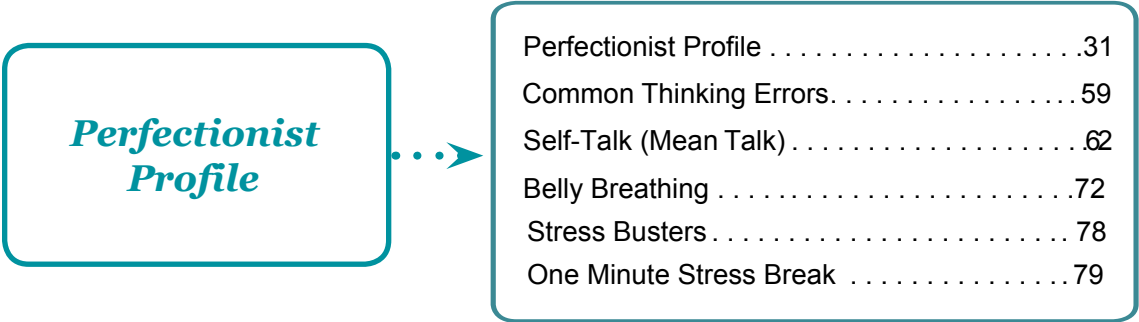 Perfectionist
Profile
Perfectionist Profile . . . . . . . . . . . . . . . . . . . . . .31
Common Thinking Errors. . . . . . . . . . . . . . . . . 59
Self-Talk (Mean Talk) . . . . . . . . . . . . . . . . . . . . .62
Belly Breathing . . . . . . . . . . . . . . . . . . . . . . . . .72
Stress Busters . . . . . . . . . . . . . . . . . . . . . . . . . 78
One Minute Stress Break . . . . . . . . . . . . . . . . 79